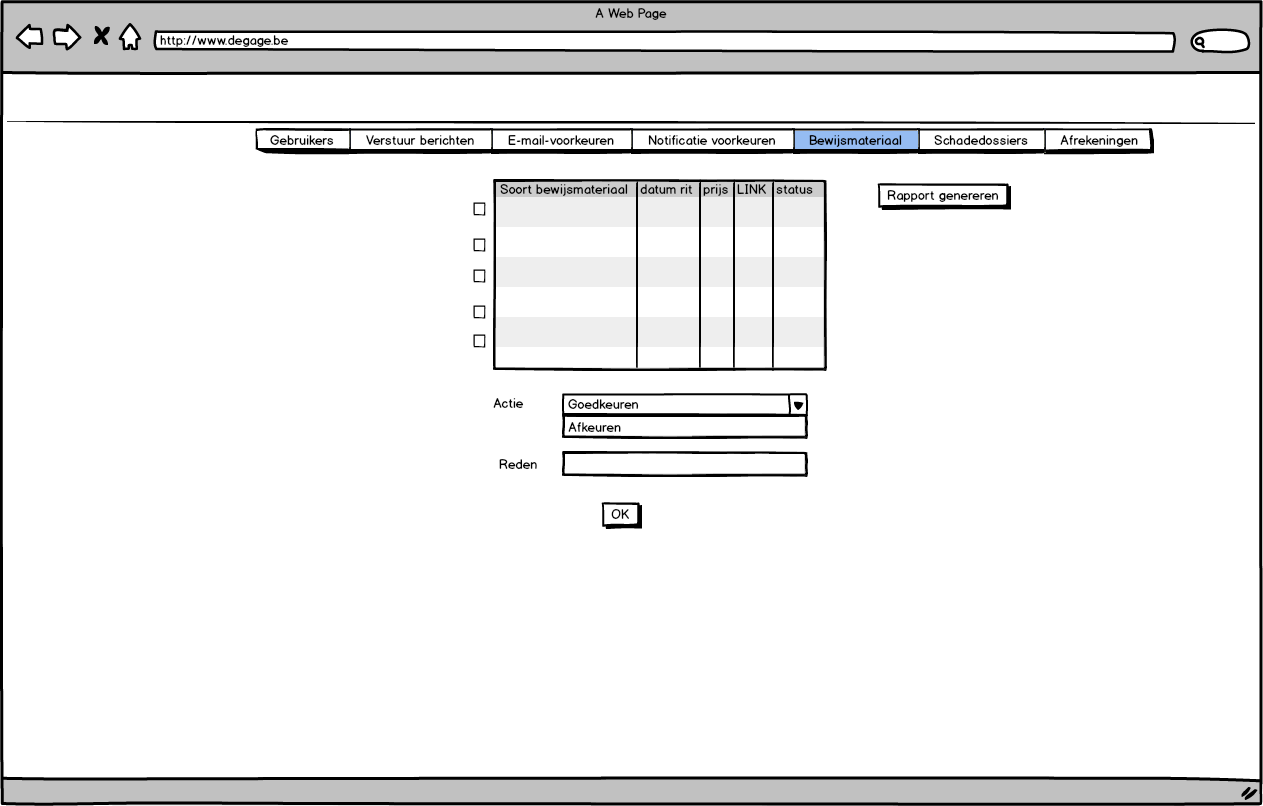 A Web Page
http://www.degage.be
Gebruikers Verstuur berichten E-mail-voorkeuren Notificatie voorkeuren Bewijsmateriaal Schadedossiers Afrekeningen
Soort bewijsmateriaal datum rit prijs LINK status
Rapport genereren
Actie Goedkeuren
Afkeuren
Reden
OK